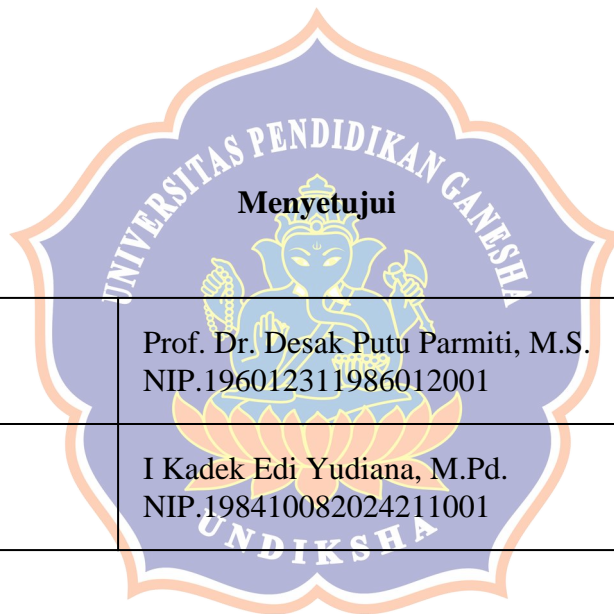 UNIVERSITAS PENDIDIKAN GANESHA
Menyetujui
Prof. Dr. Desak Putu Parmiti, M.S.
NIP.196012311986012001
I Kadek Edi Yudiana, M.Pd.
NIP.198410082024211001
UNDIKSHA